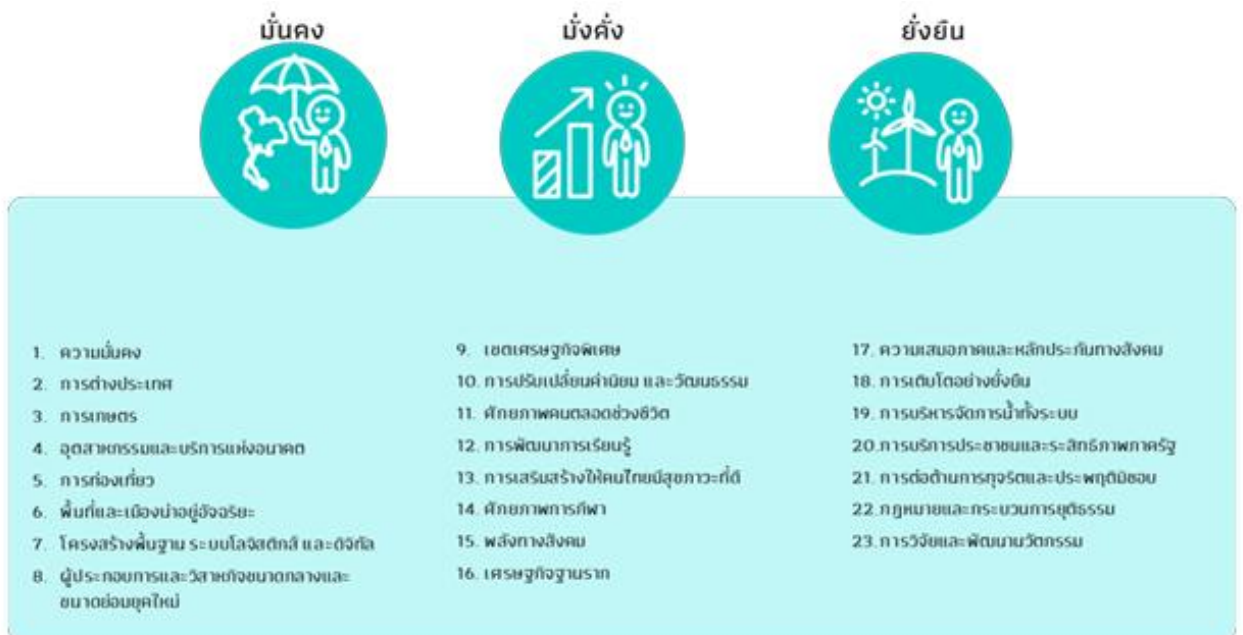 มั่นคง
มั่งคั่ง
ยั่งยืน
1. ความมั่นคง
2. การต่างประเทศ
3. การเกษตร
4. อุตสาหกรรมและบริการแห่งอนาคต
5. การท่องเที่ยว
6. พื้นที่และเมืองน่าอยู่อัจฉริยะ
7. โครงสร้างพื้นฐาน ระบบโลจิสติกส์ และดิจิทัล
8. ผู้ประกอบการและวิสาหกิจขนาดกลางและ
ขนาดย่อมยุคใหม่
9. เขตเศรษฐกิจพิเศษ
10. การปรับเปลี่ยนค่านิยม และวัฒนธรรม
11. ศักยภาพคนตลอดช่วงชีวิต
12. การพัฒนาการเรียนรู้
13. การเสริมสร้างให้คนไทยมีสุขภาวะที่ดี
14. ศักยภาพการกีฬา
15. พลังทางสังคม
16. เศรษฐกิจฐานราก
17. ความเสมอภาคและหลักประกันทางสังคม
18. การเติบโตอย่างยั่งยืน
19. การบริหารจัดการน้ำทั้งระบบ
20.การบริการประชาชนและระสิทธิภาพภาครัฐ
21. การต่อต้านการทุจริตและประพฤติมิชอบ
22. กฎหมายและกระบวนการยุติธรรม
23. การวิจัยและพัฒนานวัตกรรม